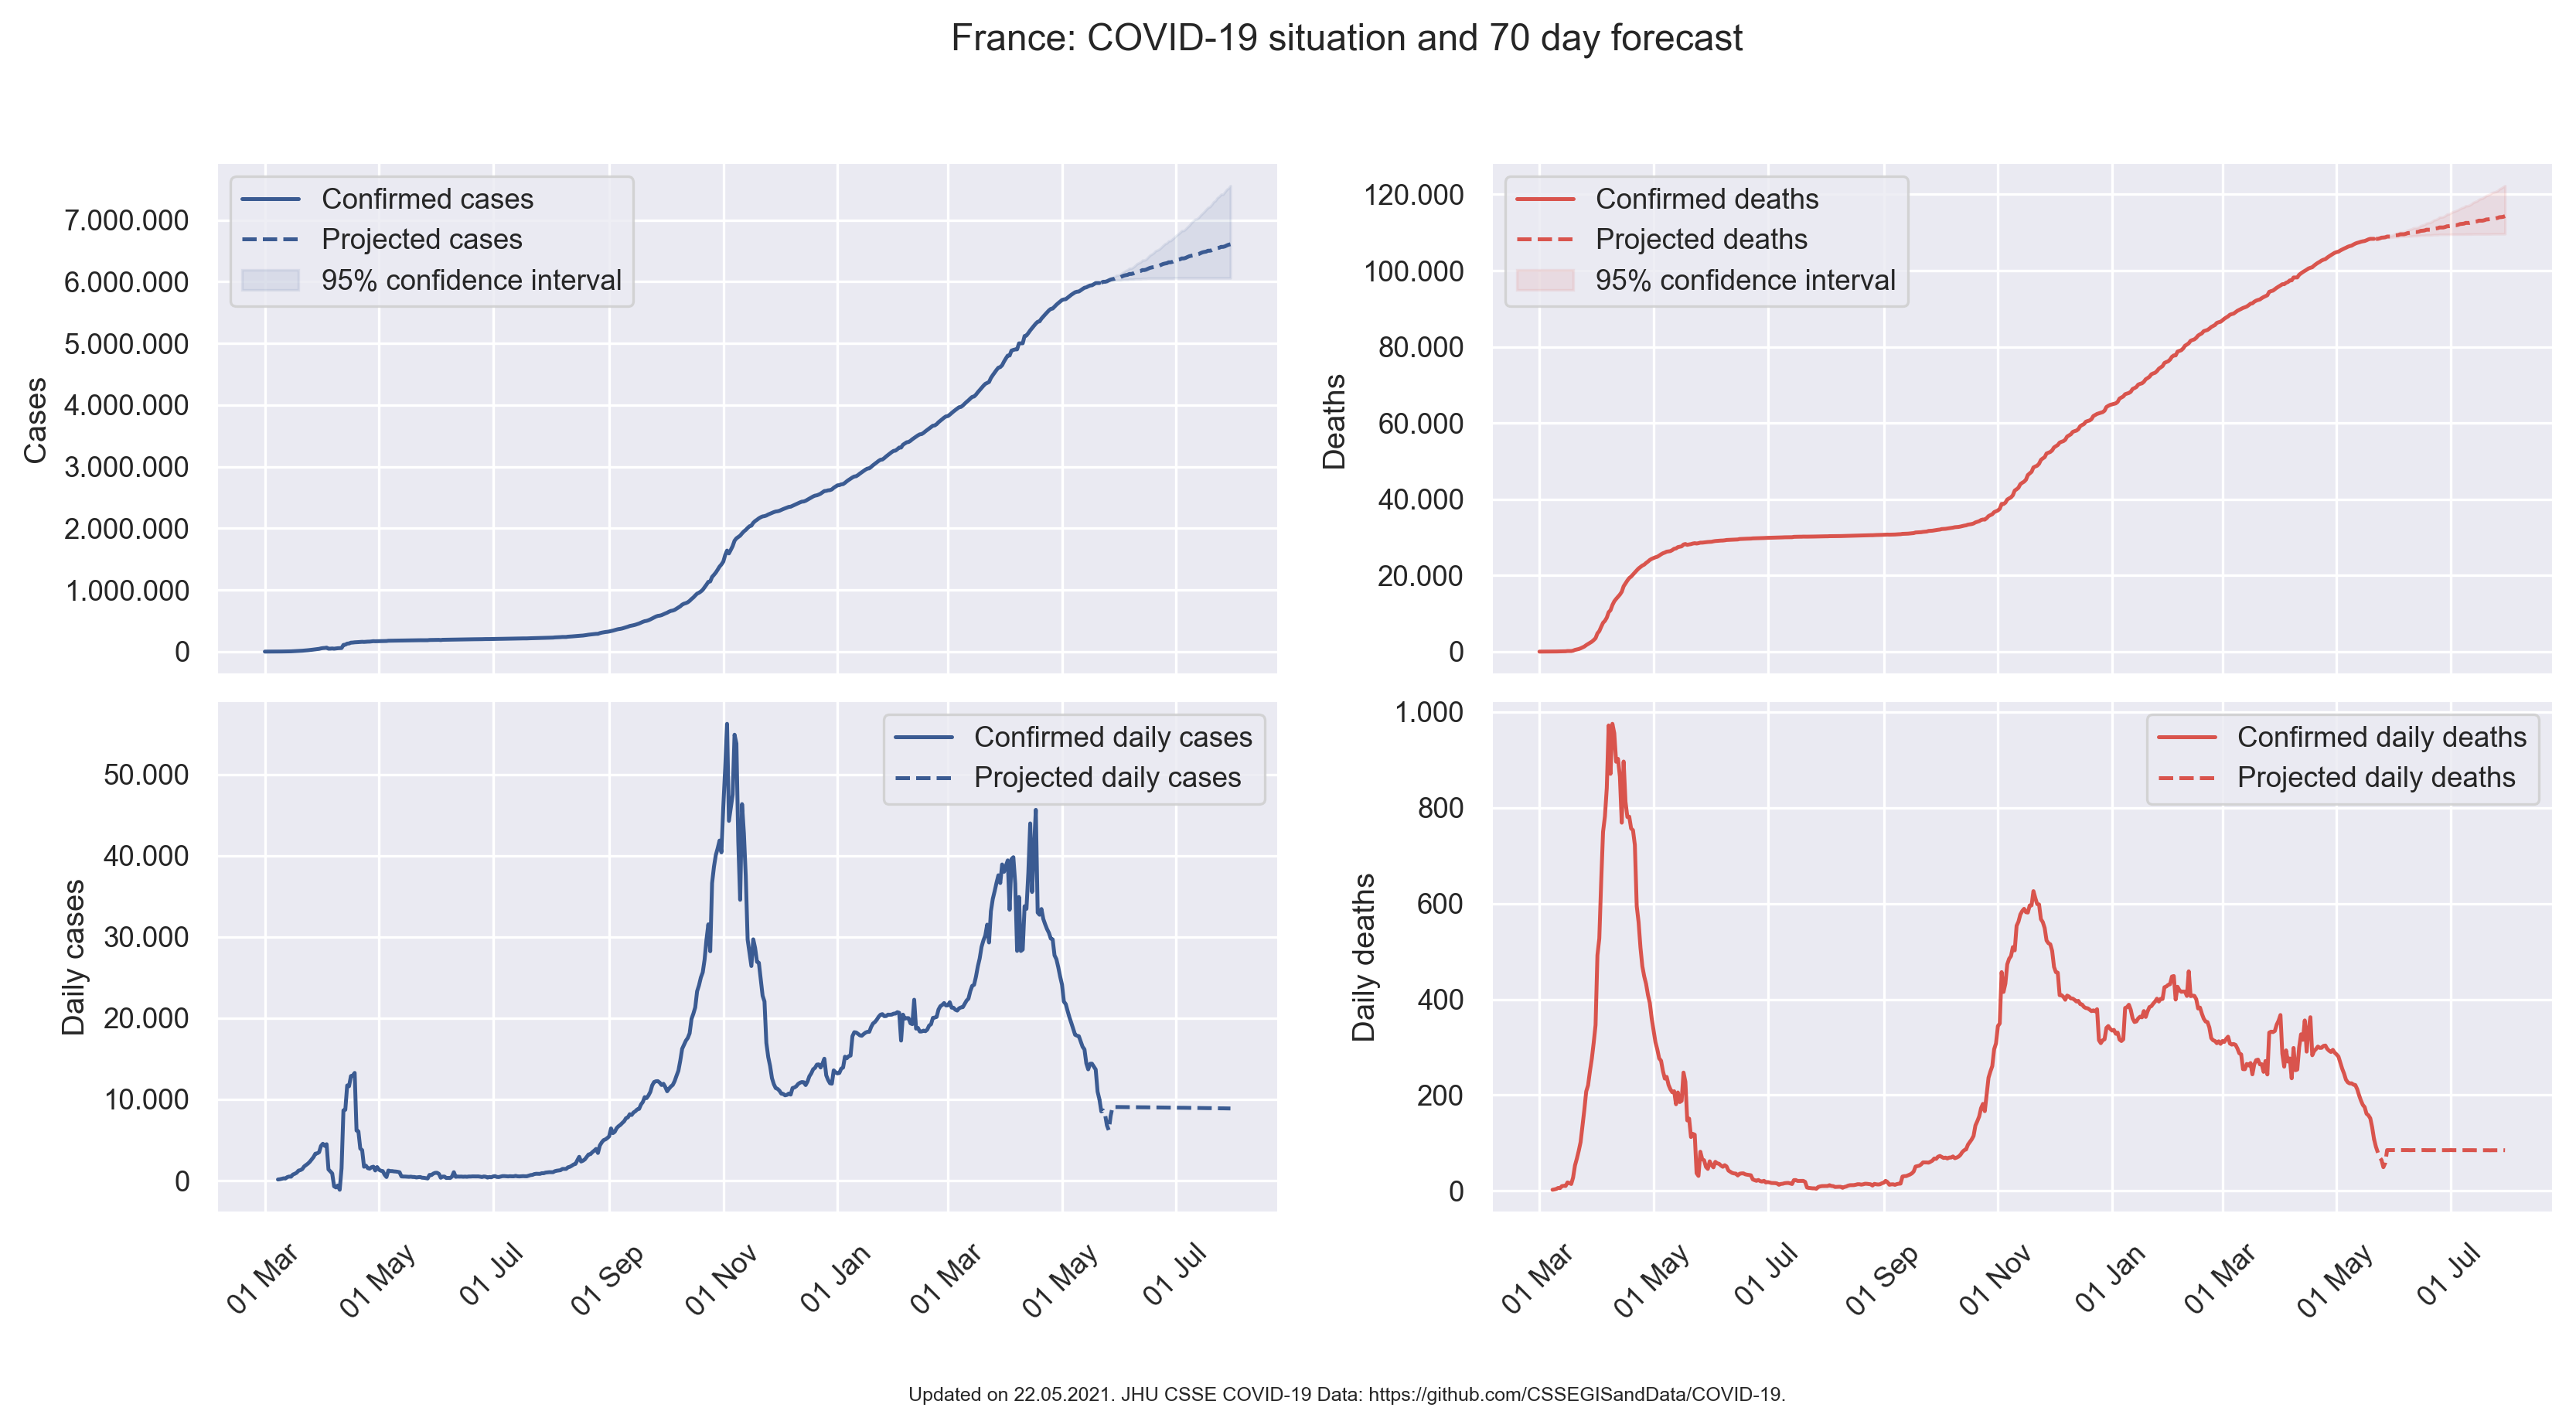 France: COVID-19 situation and 70 day forecast
Confirmed cases
Projected cases
95% confidence interval
Cases
7.000.000
6.000.000
5.000.000
4.000.000
3.000.000
2.000.000
1.000.000
0
Confirmed deaths
Projected deaths
95% confidence interval
Deaths
120.000
100.000
80.000
60.000
40.000
20.000
0
Confirmed daily cases
Projected daily cases
Daily cases
50.000
40.000
30.000
20.000
10.000
0
01 Mar
01 May
01 Jul
01 Sep
01 Nov
01 Jan
01 Mar
01 May
01 Jul
Confirmed daily deaths
Projected daily deaths
Daily deaths
1.000
800
600
400
200
0
01 Mar
01 May
01 Jul
01 Sep
01 Nov
01 Jan
01 Mar
01 May
01 Jul
Updated on 22.05.2021. JHU CSSE COVID-19 Data: https://github.com/CSSEGISandData/COVID-19.